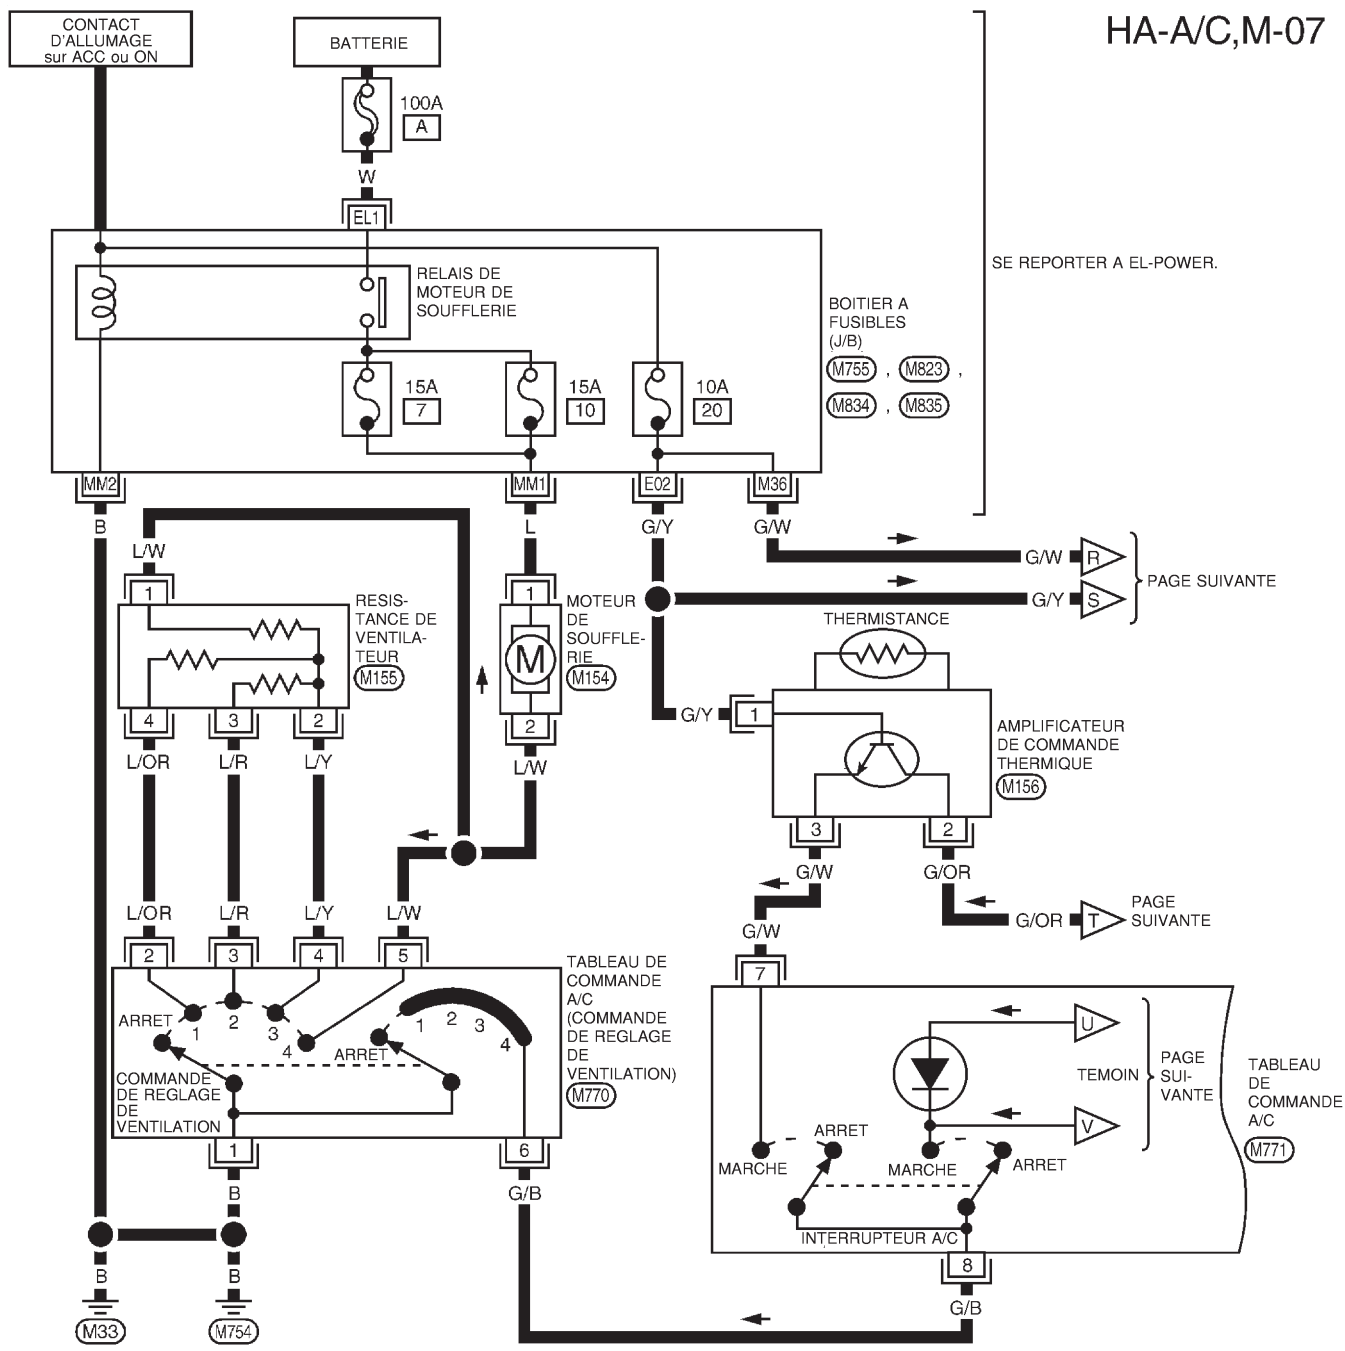 HA-A/C,M-07
CONTACT
D'ALLUMAGE
sur ACC ou ON
BATTERIE
100A
A
W
EL1
SE REPORTER A EL-POWER.
RELAIS DE
MOTEUR DE
SOUFFLERIE
BOITIER A
FUSIBLES
(J/B)
M755 , M823 ,
M834 , M835
15A
7
15A
10
10A
20
MM2
MM1
E02
M36
B
L
G/Y
G/W
L/W
G/W
R
G/Y
S
PAGE SUIVANTE
1
RESIS-
TANCE DE
VENTILA-
TEUR
M155
1
M
MOTEUR
DE
SOUFFLE-
RIE
M154
2
L/W
THERMISTANCE
G/Y
1
AMPLIFICATEUR
DE COMMANDE
THERMIQUE
M156
4
3
2
L/OR
L/R
L/Y
3
2
G/W
G/OR
G/W
G/OR
T
PAGE
SUIVANTE
L/OR
L/R
L/Y
L/W
2
3
4
5
7
TABLEAU DE
COMMANDE
A/C
(COMMANDE
DE REGLAGE
DE
VENTILATION)
M770
ARRET
1
2
3
4
ARRET
1
2
3
4
COMMANDE
DE REGLAGE
DE
VENTILATION
1
6
B
G/B
U
TEMOIN
V
PAGE
SUI-
VANTE
TABLEAU
DE
COMMANDE
A/C
M771
MARCHE
ARRET
MARCHE
ARRET
INTERRUPTEUR A/C
8
G/B
B
B
M33
M754